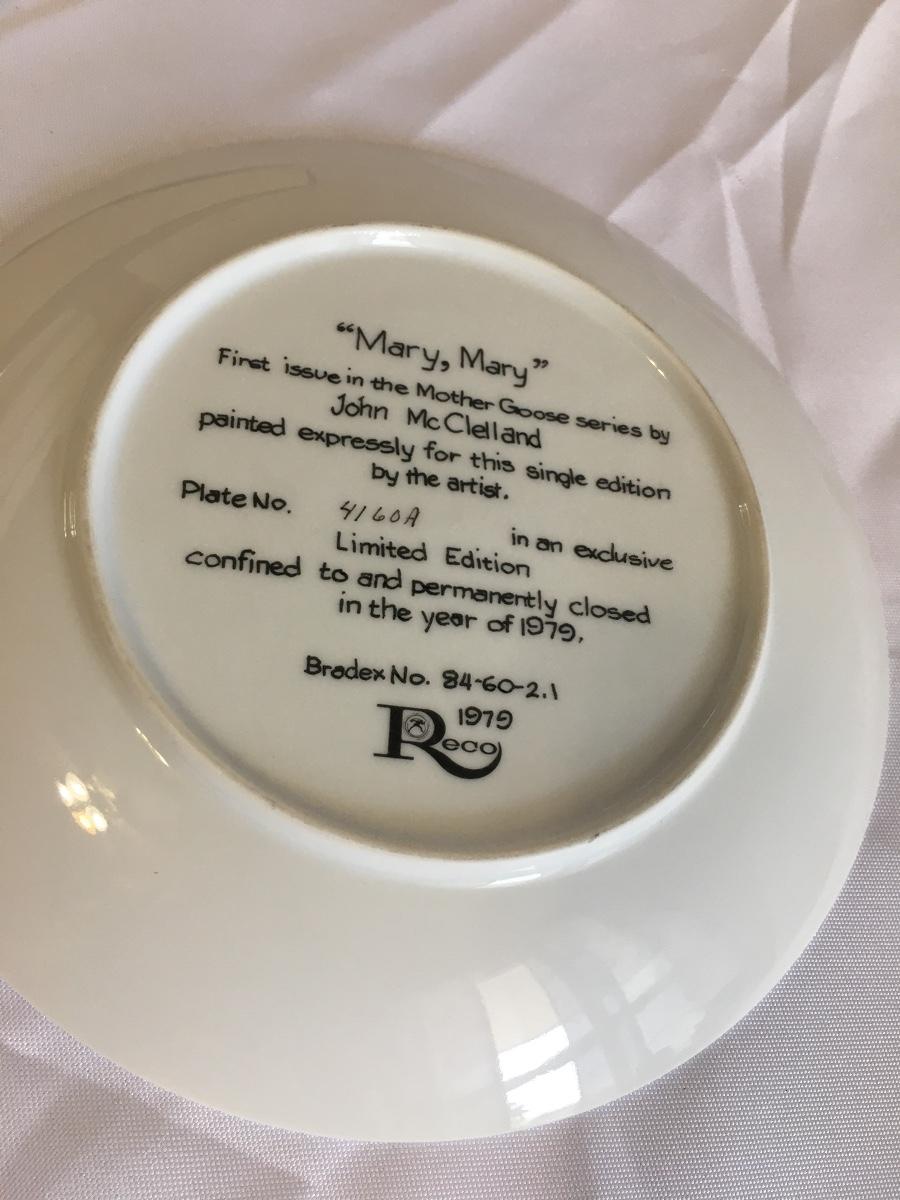 “Mary, Mary”
First issue in the Mother Goose series by
John McClelland
painted expressly for this single edition
by the artist.
Plate No. 4160A in an exclusive
Limited Edition
confined to and permanently closed
in the year of 1979.
Bradex No. 84-60-2.1
1979
Reco